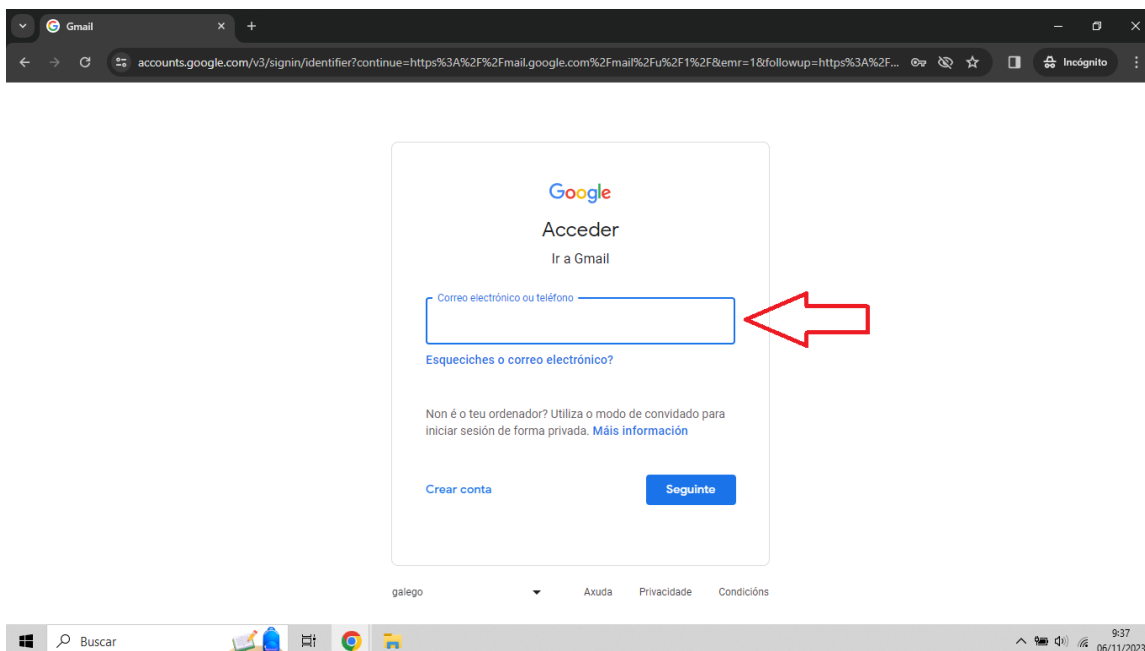 Gmail
accounts.google.com/v3/signin/identifier?continue=https%3A%2F%2Fmail.google.com%2Fmail%2Fu%2F1%2F&emr=1&followup=https%3A%2F...
Incógnito
Google
Acceder
Ir a Gmail
Correo electrónico ou teléfono
Esqueciches o correo electrónico?
Non é o teu ordenador? Utiliza o modo de convidado para
iniciar sesión de forma privada. Máis información
Crear conta
Seguinte
galego
Axuda
Privacidade
Condicións
Buscar
9:37
06/11/2023